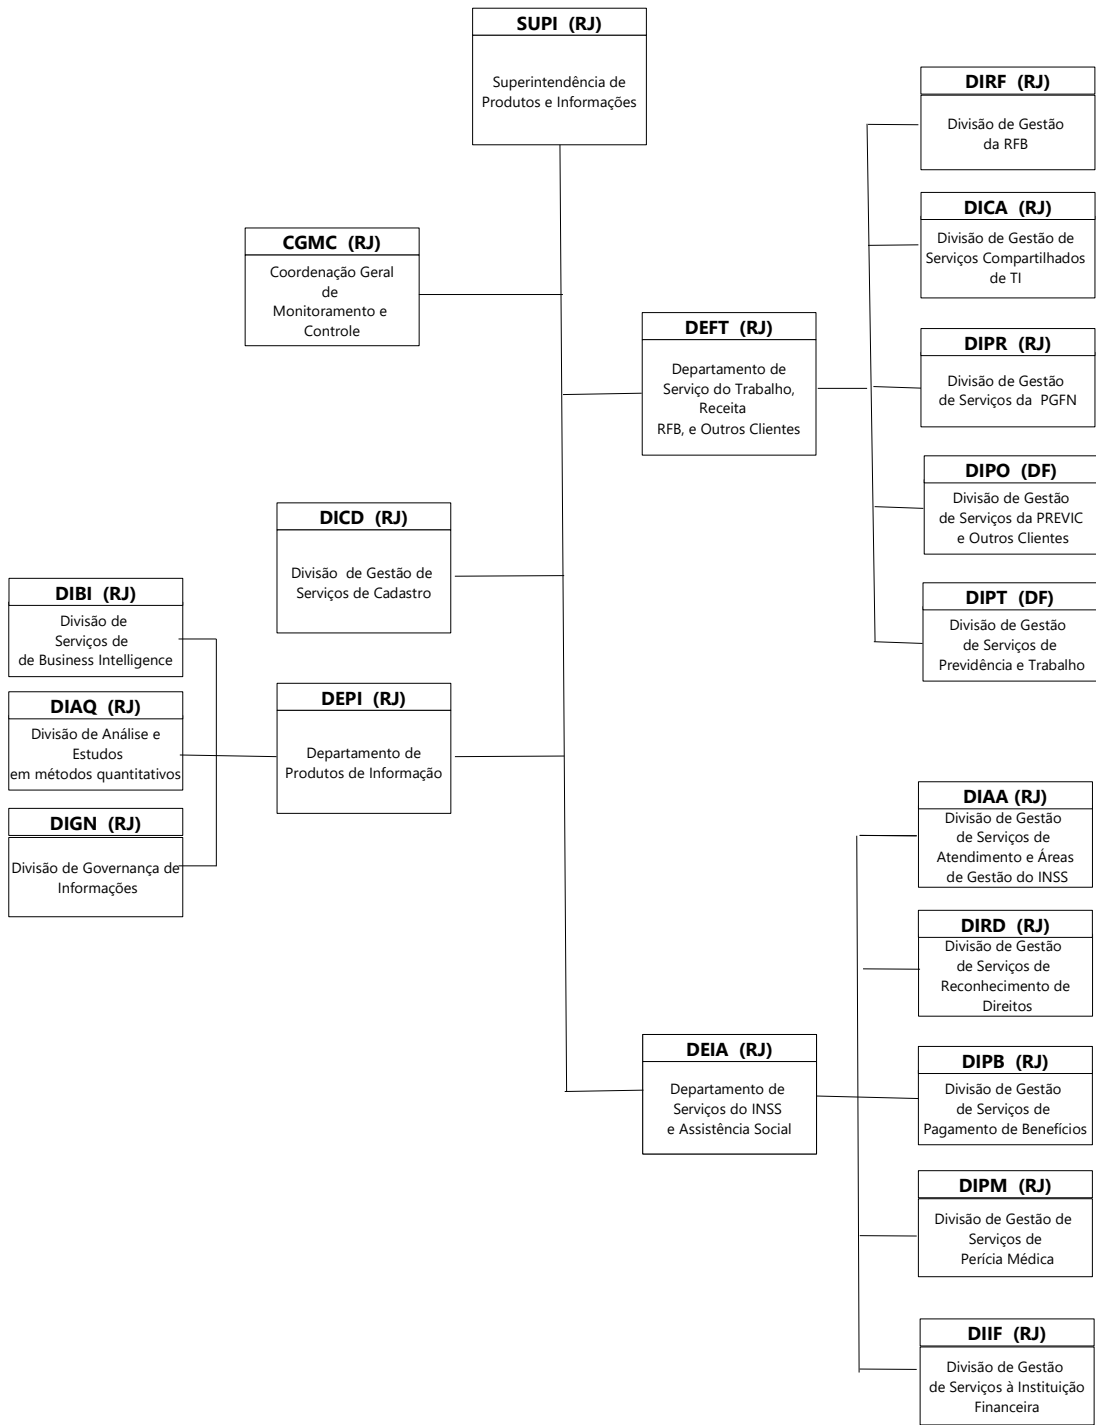 SUPI (RJ)
Superintendência de
Produtos e Informações
CGMC (RJ)
Coordenação Geral
de
Monitoramento e
Controle
DEFT (RJ)
Departamento de
Serviço do Trabalho,
Receita
RFB, e Outros Clientes
DIRF (RJ)
Divisão de Gestão
da RFB
DICA (RJ)
Divisão de Gestão de
Serviços Compartilhados
de TI
DIPR (RJ)
Divisão de Gestão
de Serviços da PGFN
DIPO (DF)
Divisão de Gestão
de Serviços da PREVIC
e Outros Clientes
DIPT (DF)
Divisão de Gestão
de Serviços de
Previdência e Trabalho
DICD (RJ)
Divisão de Gestão de
Serviços de Cadastro
DEPI (RJ)
Departamento de
Produtos de Informação
DIBI (RJ)
Divisão de
Serviços de
de Business Intelligence
DIAQ (RJ)
Divisão de Análise e
Estudos
em métodos quantitativos
DIGN (RJ)
Divisão de Governança de
Informações
DEIA (RJ)
Departamento de
Serviços do INSS
e Assistência Social
DIAA (RJ)
Divisão de Gestão
de Serviços de
Atendimento e Áreas
de Gestão do INSS
DIRD (RJ)
Divisão de Gestão
de Serviços de
Reconhecimento de
Direitos
DIPB (RJ)
Divisão de Gestão
de Serviços de
Pagamento de Benefícios
DIPM (RJ)
Divisão de Gestão de
Serviços de
Perícia Médica
DIIF (RJ)
Divisão de Gestão
de Serviços à Instituição
Financeira